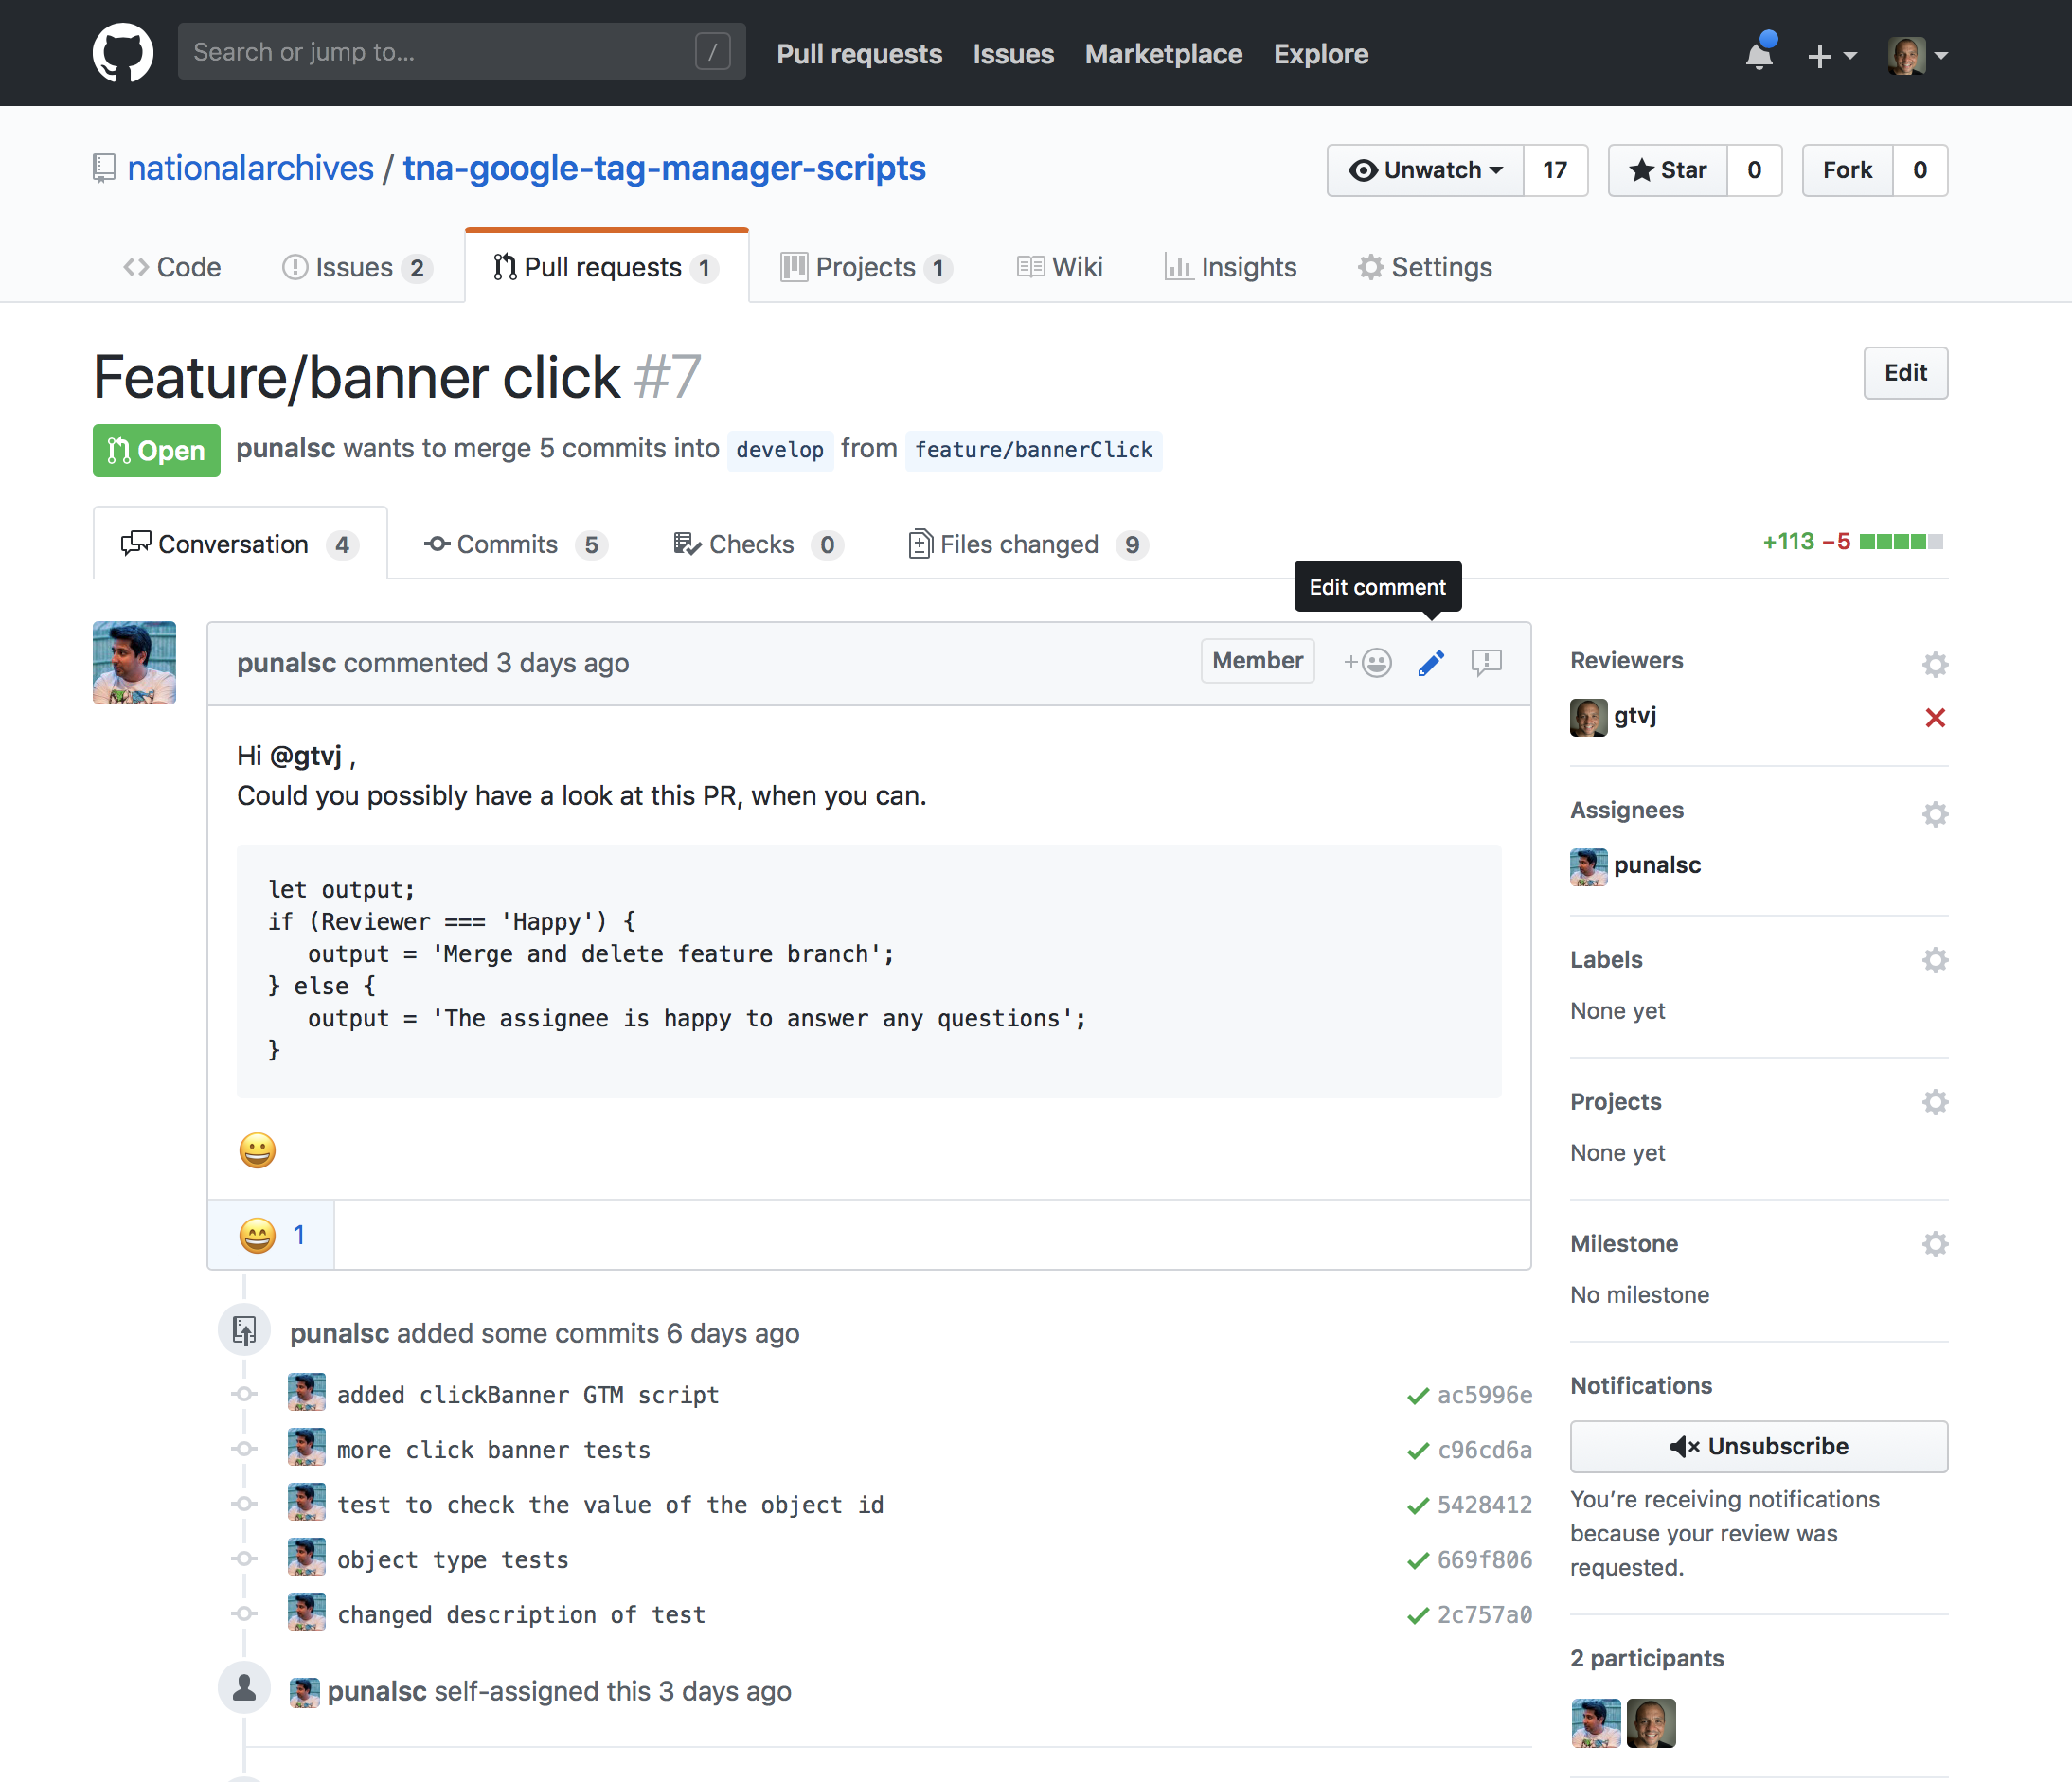 Search or jump to... /
Pull requests Issues Marketplace Explore
nationalarchives / tna-google-tag-manager-scripts
Unwatch 17 Star 0 Fork 0
Code Issues 2 Pull requests 1 Projects 1 Wiki Insights Settings
Feature/banner click #7
Edit
Open punalsc wants to merge 5 commits into develop from feature/bannerClick
Conversation 4 Commits 5 Checks 0 Files changed 9
+113 −5
Edit comment
punalsc commented 3 days ago
Member
Hi @gtvj ,
Could you possibly have a look at this PR, when you can.
let output;
if (Reviewer === 'Happy') {
output = 'Merge and delete feature branch';
} else {
output = 'The assignee is happy to answer any questions';
}
1
punalsc added some commits 6 days ago
added clickBanner GTM script ac5996e
more click banner tests c96cd6a
test to check the value of the object id 5428412
object type tests 669f806
changed description of test 2c757a0
punalsc self-assigned this 3 days ago
Reviewers
gtvj
Assignees
punalsc
Labels
None yet
Projects
None yet
Milestone
No milestone
Notifications
Unsubscribe
You’re receiving notifications
because your review was
requested.
2 participants